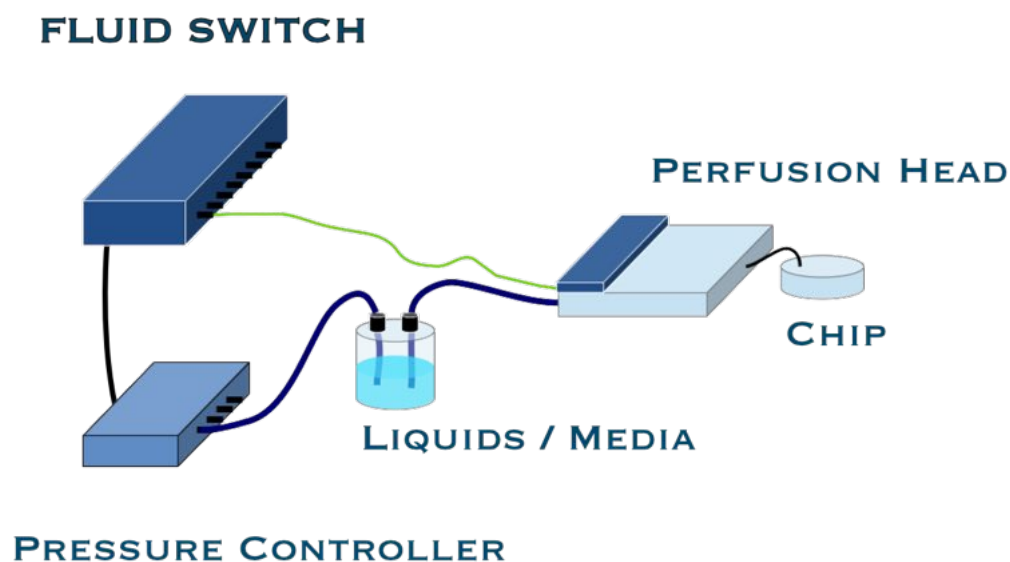 FLUID SWITCH
PERFUSION HEAD
CHIP
LIQUIDS / MEDIA
PRESSURE CONTROLLER